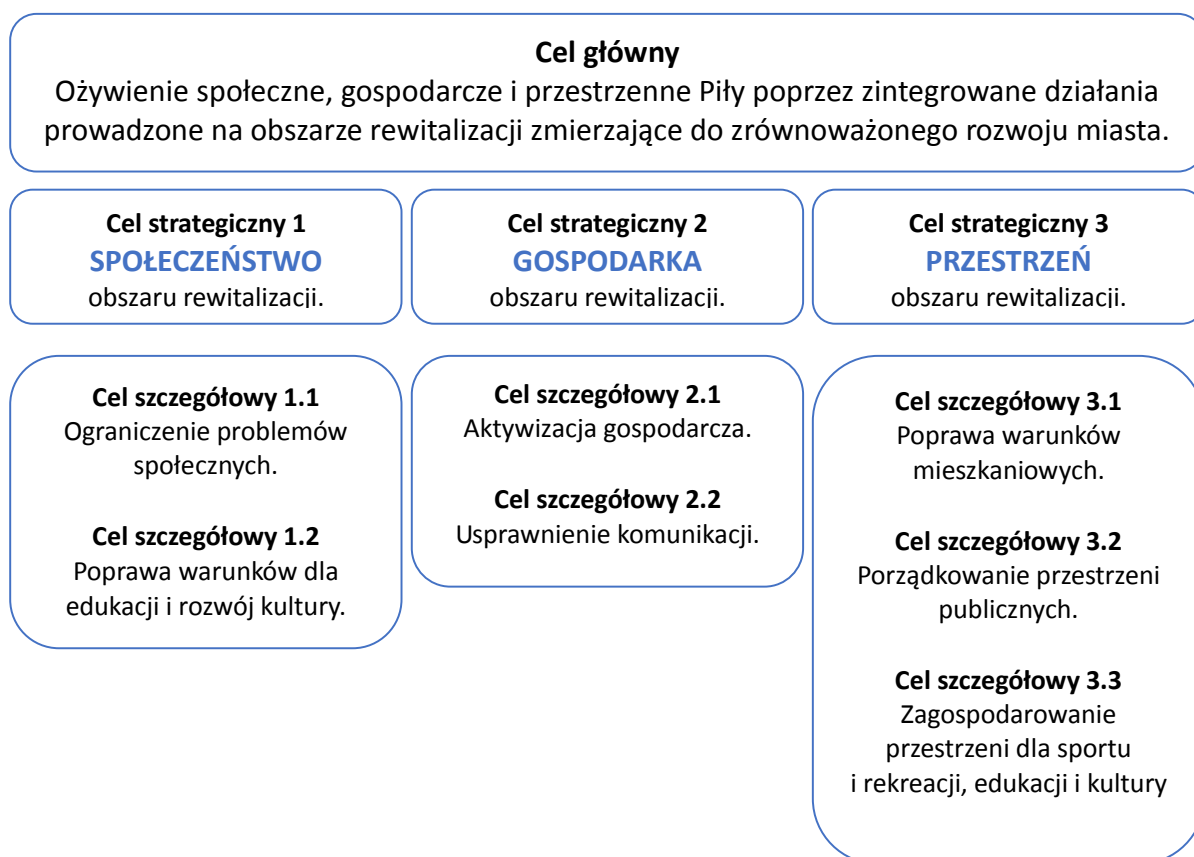 Cel główny
Ożywienie społeczne, gospodarcze i przestrzenne Piły poprzez zintegrowane działania
prowadzone na obszarze rewitalizacji zmierzające do zrównoważonego rozwoju miasta.
Cel strategiczny 1
SPOŁECZEŃSTWO
obszaru rewitalizacji.
Cel strategiczny 2
GOSPODARKA
obszaru rewitalizacji.
Cel strategiczny 3
PRZESTRZEŃ
obszaru rewitalizacji.
Cel szczegółowy 1.1
Ograniczenie problemów
społecznych.
Cel szczegółowy 1.2
Poprawa warunków dla
edukacji i rozwój kultury.
Cel szczegółowy 2.1
Aktywizacja gospodarcza.
Cel szczegółowy 2.2
Usprawnienie komunikacji.
Cel szczegółowy 3.1
Poprawa warunków
mieszkaniowych.
Cel szczegółowy 3.2
Porządkowanie przestrzeni
publicznych.
Cel szczegółowy 3.3
Zagospodarowanie
przestrzeni dla sportu
i rekreacji, edukacji i kultury